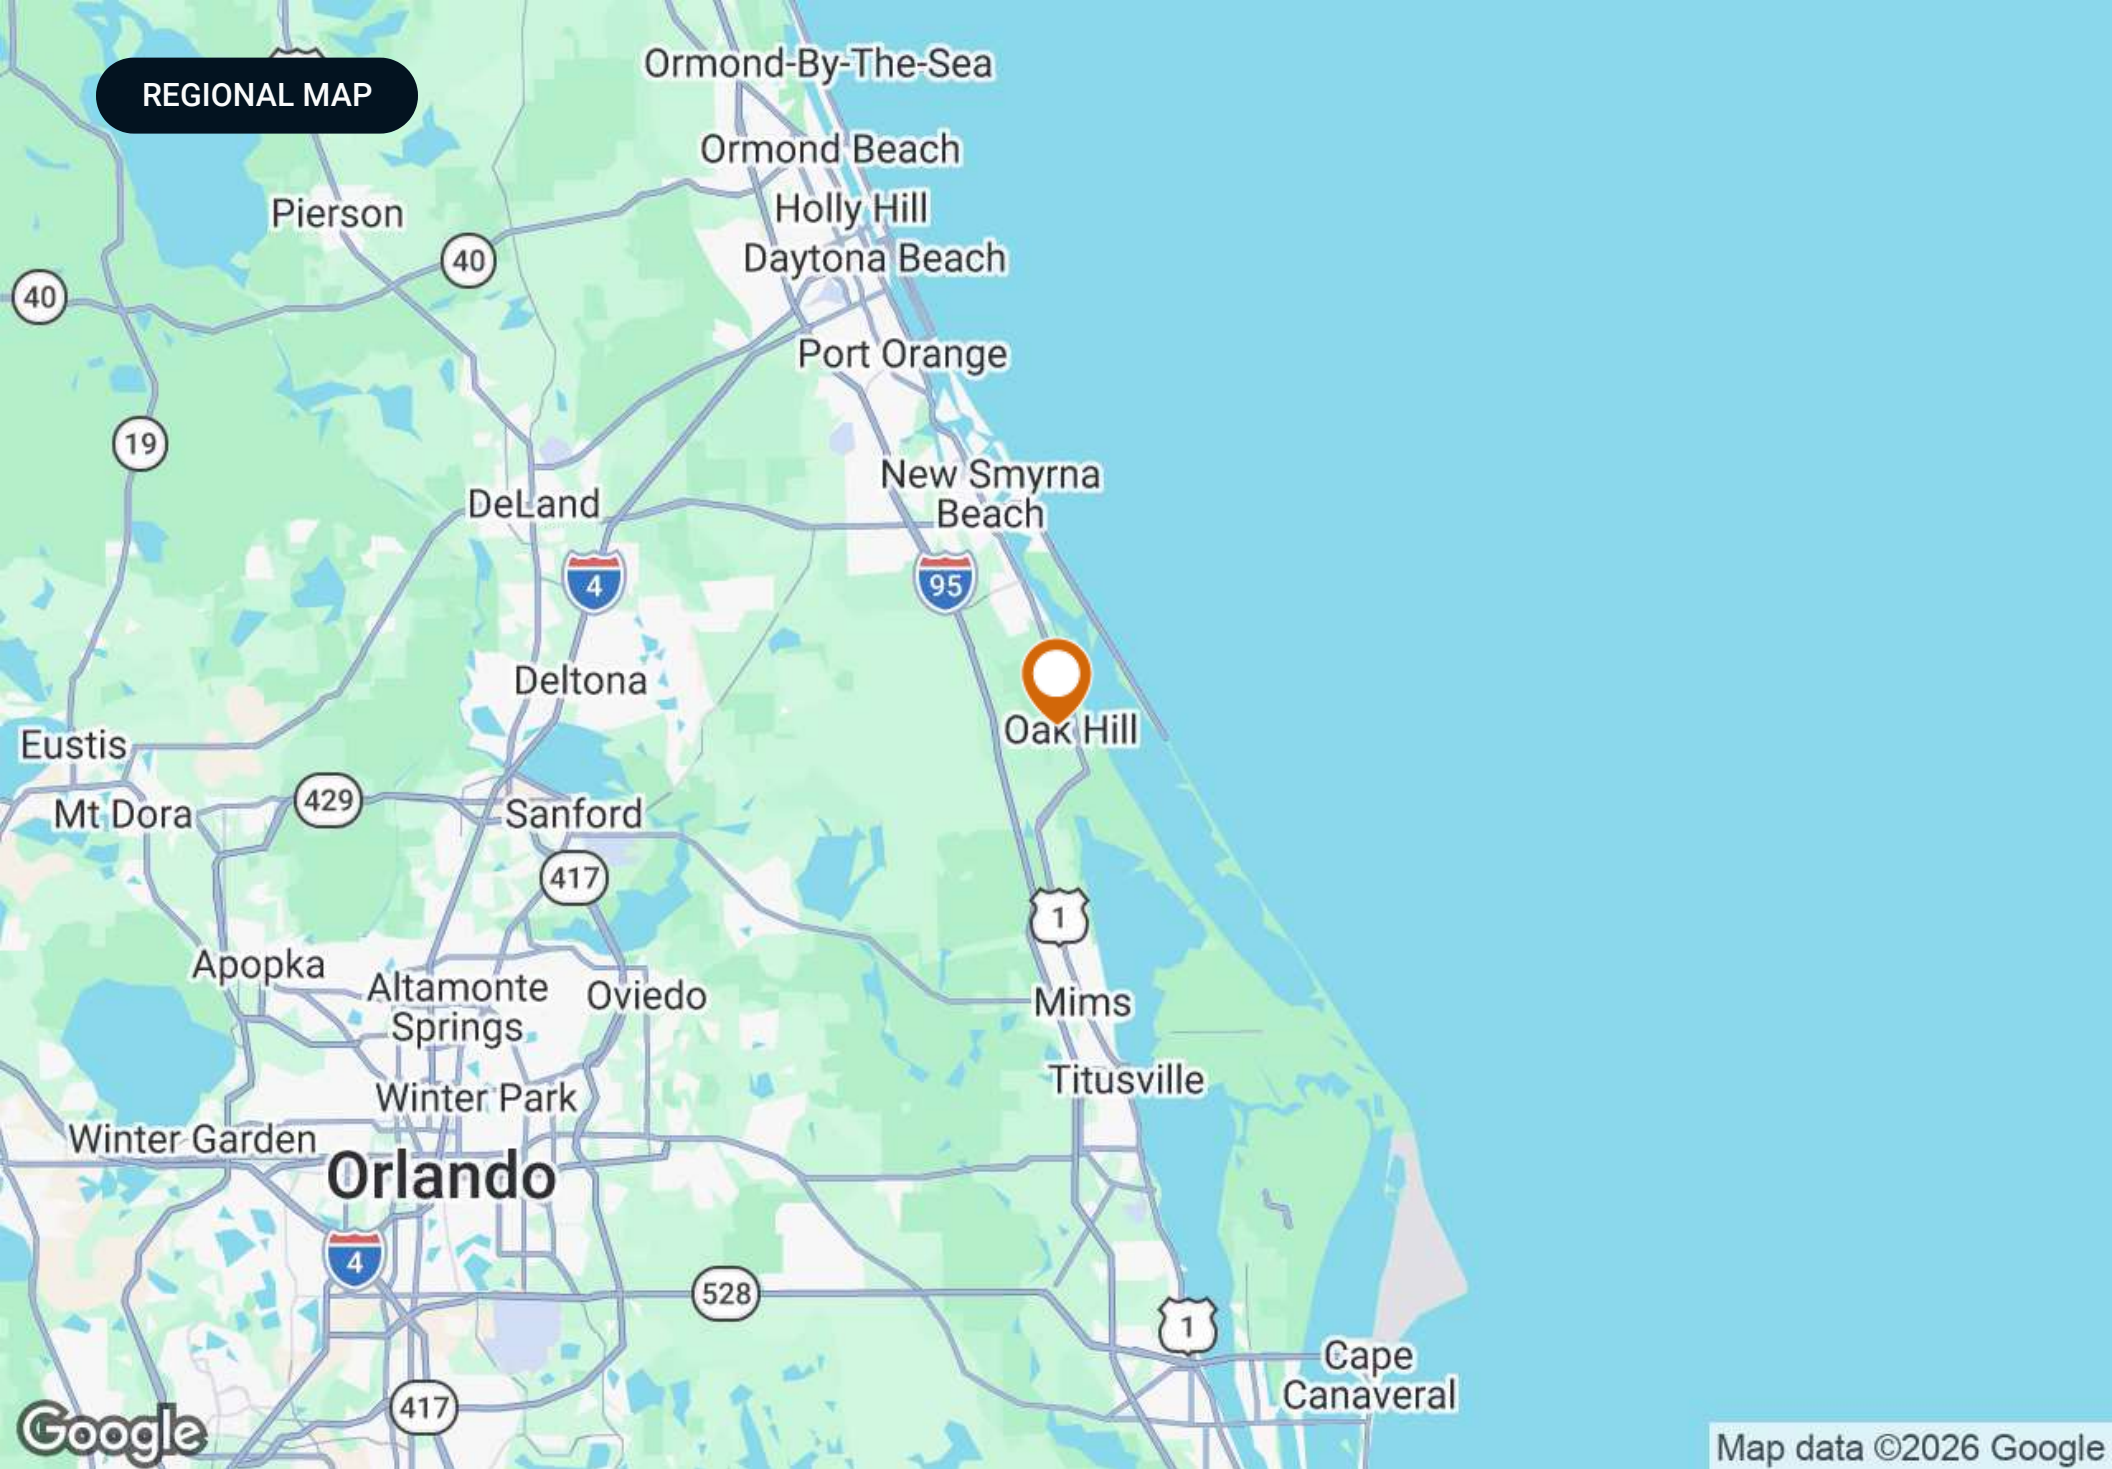 REGIONAL MAP
Ormond-By-The-Sea
Ormond Beach
Pierson
Holly Hill
40
Daytona Beach
40
Port Orange
19
New Smyrna
Beach
DeLand
4
95
Deltona
Oak Hill
Eustis
429
Mt Dora
Sanford
417
1
Apopka
Altamonte
Springs
Oviedo
Mims
Titusville
Winter Park
Winter Garden
Orlando
4
528
1
Cape
Canaveral
417
Google
Map data ©2026 Google